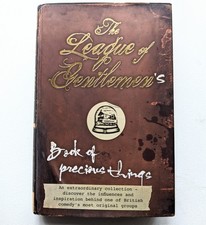 The
League of
Gentlemen's
Book of
precious things
An extraordinary collection -
discover the influences and
inspiration behind one of British
comedy's most original groups